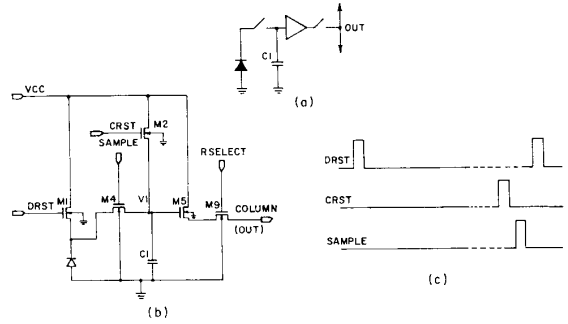 OUT
C1
(a)
VCC
CRST
M2
SAMPLE
RSELECT
DRST
M1
M4
V1
M5
M9
COLUMN
(OUT)
C1
(b)
DRST
CRST
SAMPLE
(c)